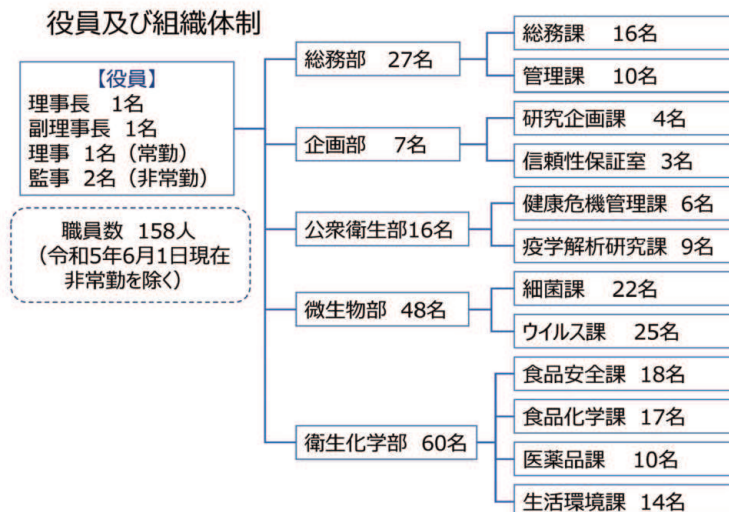 役員及び組織体制
【役員】
理事長 1名
副理事長 1名
理事 1名（常勤）
監事 2名（非常勤）
職員数 158人
（令和5年6月1日現在
非常勤を除く）
総務部 27名
総務課 16名
管理課 10名
企画部 7名
研究企画課 4名
信頼性保証室 3名
公衆衛生部16名
健康危機管理課 6名
疫学解析研究課 9名
微生物部 48名
細菌課 22名
ウイルス課 25名
衛生化学部 60名
食品安全課 18名
食品化学課 17名
医薬品課 10名
生活環境課 14名